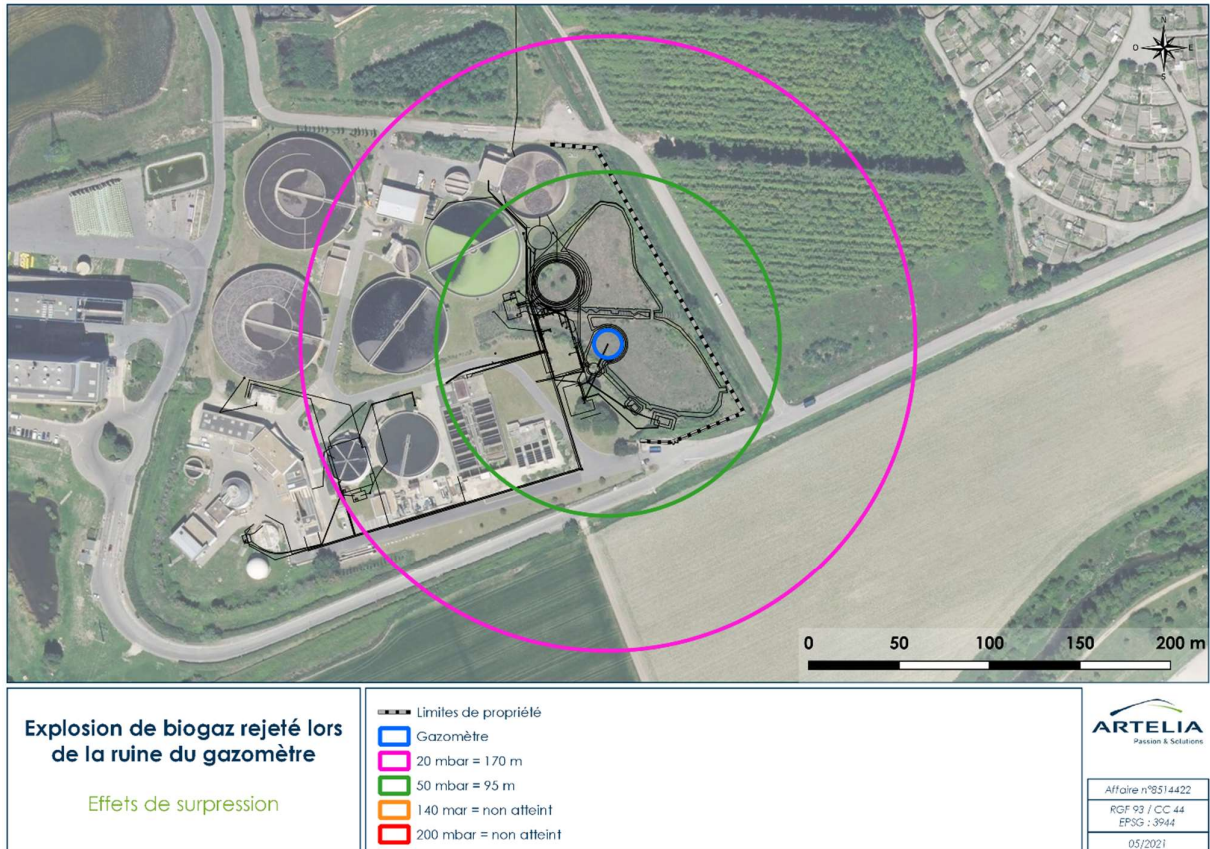 N
O
E
S
0 50 100 150 200 m
Explosion de biogaz rejeté lors
de la ruine du gazomètre
Effets de surpression
Limites de propriété
Gazomètre
20 mbar = 170 m
50 mbar = 95 m
140 mar = non atteint
200 mbar = non atteint
ARTELIA
Passion & Solutions
Affaire n°8514422
RGF 93 / CC 44
EPSG : 3944
05/2021